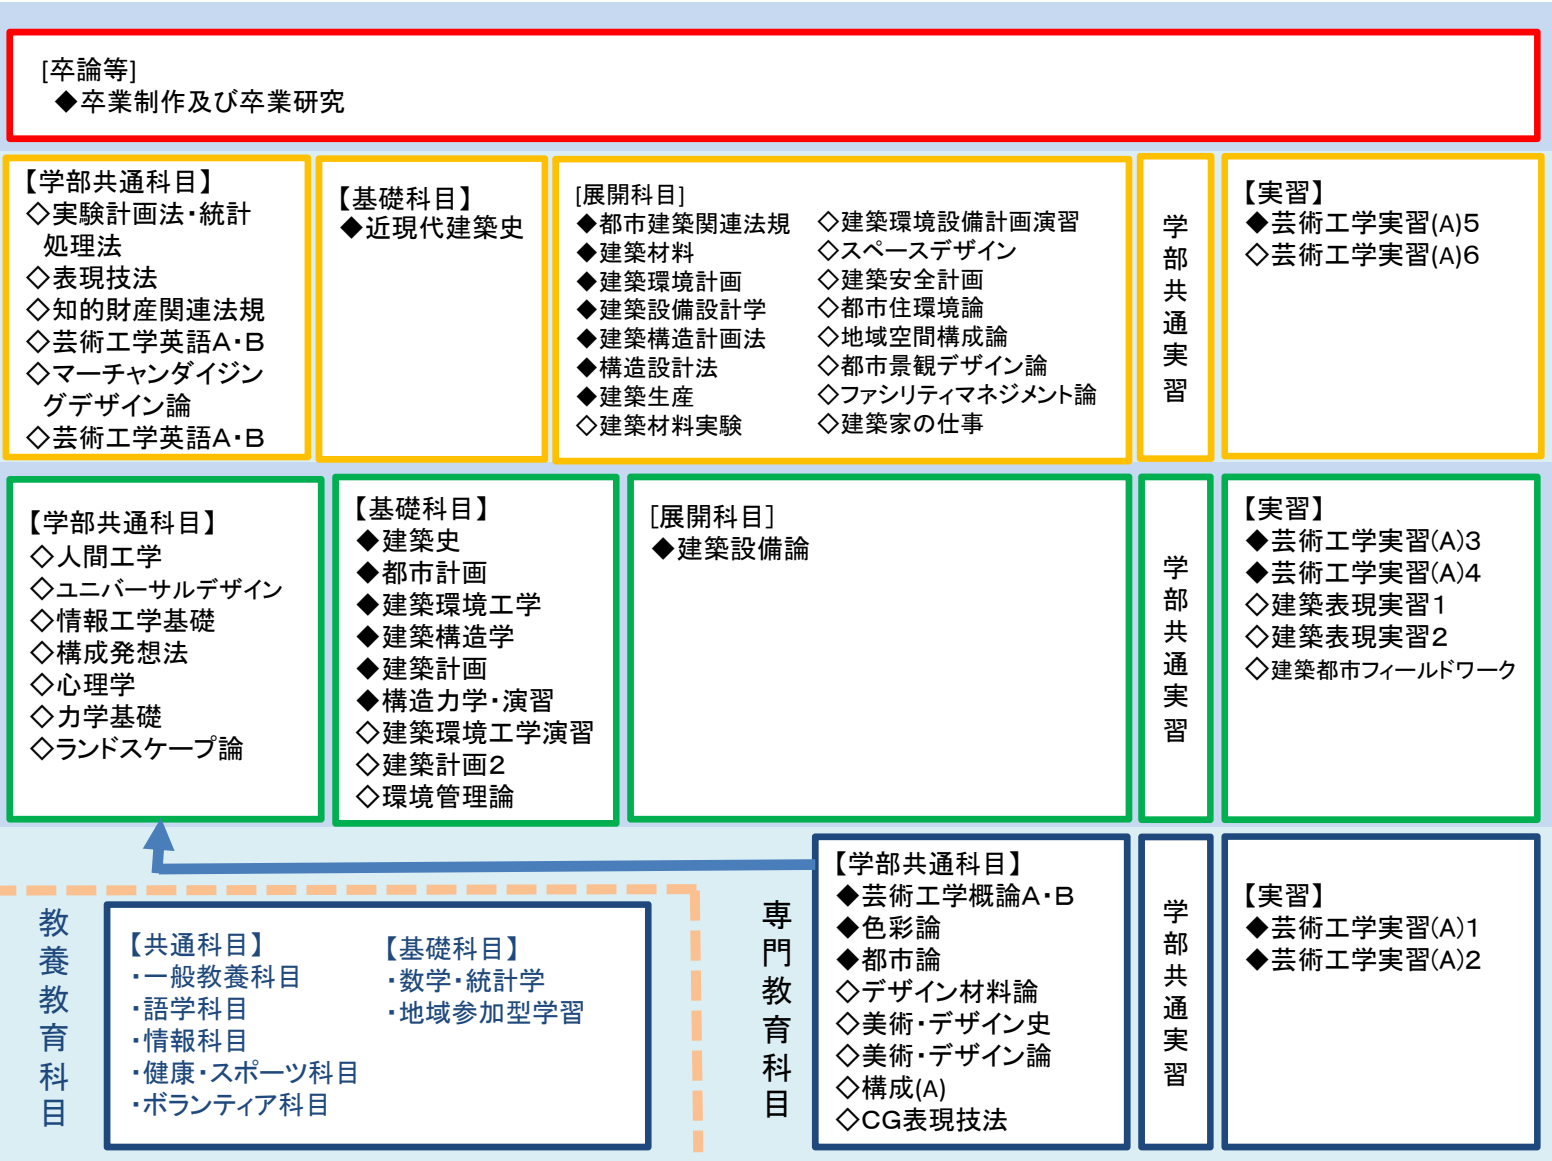 [卒論等]
◆卒業制作及び卒業研究
【学部共通科目】
◇実験計画法・統計
処理法
◇表現技法
◇知的財産関連法規
◇芸術工学英語A・B
◇マーチャンダイジン
グデザイン論
◇芸術工学英語A・B
【基礎科目】
◆近現代建築史
[展開科目]
◆都市建築関連法規
◆建築材料
◆建築環境計画
◆建築設備設計学
◆建築構造計画法
◆構造設計法
◆建築生産
◇建築材料実験
◇建築環境設備計画演習
◇スペースデザイン
◇建築安全計画
◇都市住環境論
◇地域空間構成論
◇都市景観デザイン論
◇ファシリティマネジメント論
◇建築家の仕事
学部共通実習
【実習】
◆芸術工学実習(A)5
◇芸術工学実習(A)6
【学部共通科目】
◇人間工学
◇ユニバーサルデザイン
◇情報工学基礎
◇構成発想法
◇心理学
◇力学基礎
◇ランドスケープ論
【基礎科目】
◆建築史
◆都市計画
◆建築環境工学
◆建築構造学
◆建築計画
◆構造力学・演習
◇建築環境工学演習
◇建築計画2
◇環境管理論
[展開科目]
◆建築設備論
学部共通実習
【実習】
◆芸術工学実習(A)3
◆芸術工学実習(A)4
◇建築表現実習1
◇建築表現実習2
◇建築都市フィールドワーク
教養教育科目
【共通科目】
・一般教養科目
・語学科目
・情報科目
・健康・スポーツ科目
・ボランティア科目
【基礎科目】
・数学・統計学
・地域参加型学習
専門教育科目
【学部共通科目】
◆芸術工学概論A・B
◆色彩論
◆都市論
◇デザイン材料論
◇美術・デザイン史
◇美術・デザイン論
◇構成(A)
◇CG表現技法
学部共通実習
【実習】
◆芸術工学実習(A)1
◆芸術工学実習(A)2